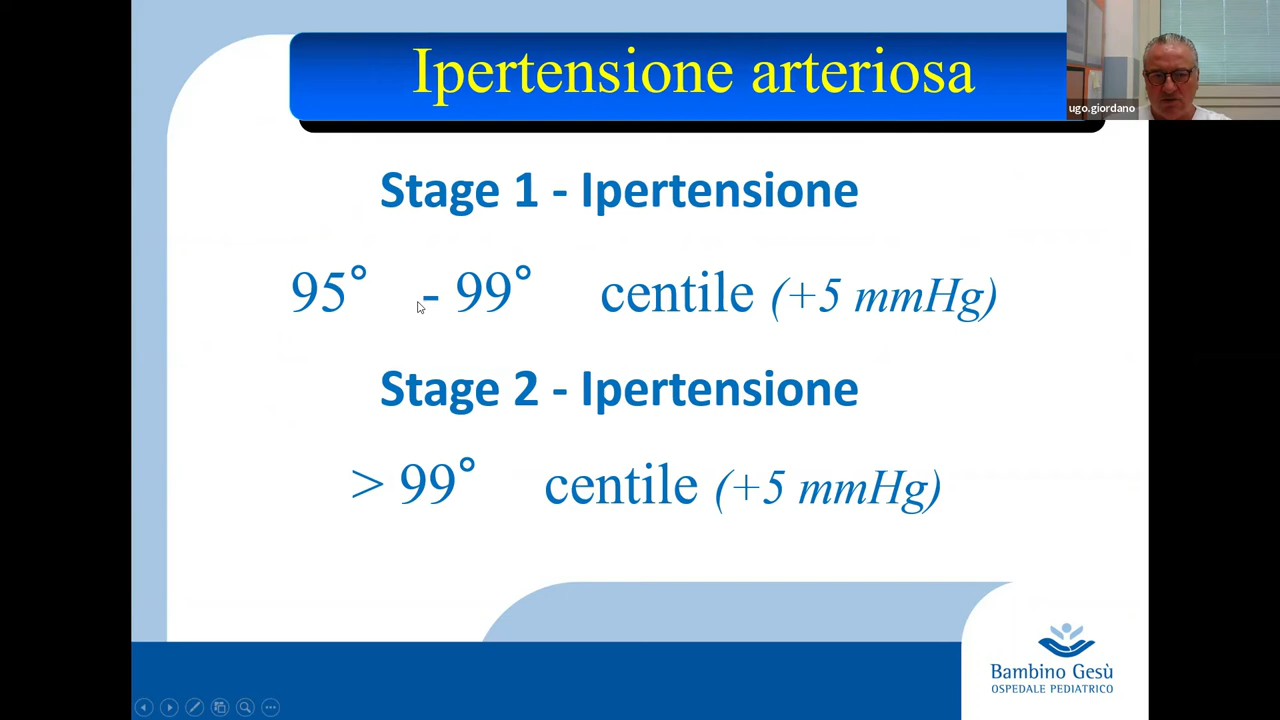 Ipertensione arteriosa
ugo.giordano
Stage 1 - Ipertensione
95° - 99° centile (+5 mmHg)
Stage 2 - Ipertensione
> 99° centile (+5 mmHg)
Bambino Gesù
OSPEDALE PEDIATRICO